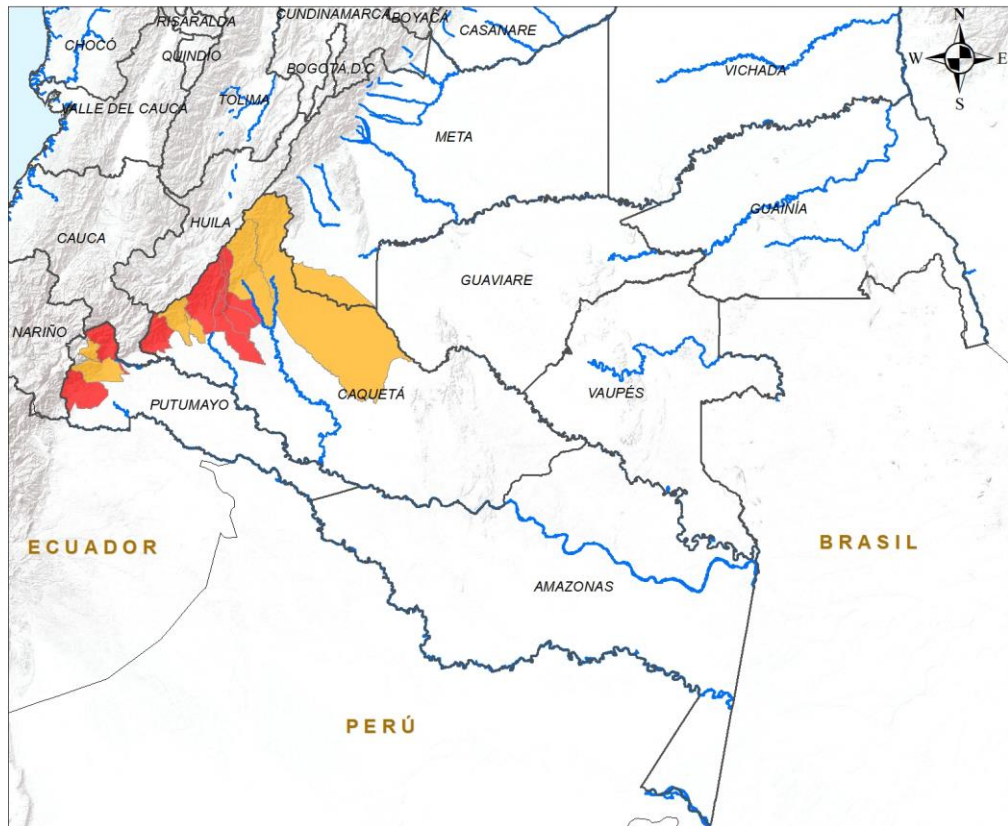 CUNDINAMARCA
BOYACÁ
RISARALDA
CASANARE
N
CHOCÓ
QUINDÍO
BOGOTÁ D.C
W
E
VICHADA
S
VALLE DEL CAUCA
TOLIMA
META
HUILA
GUAINÍA
CAUCA
GUAVIARE
NARIÑO
CAQUETÁ
VAUPÉS
PUTUMAYO
ECUADOR
BRASIL
AMAZONAS
PERÚ